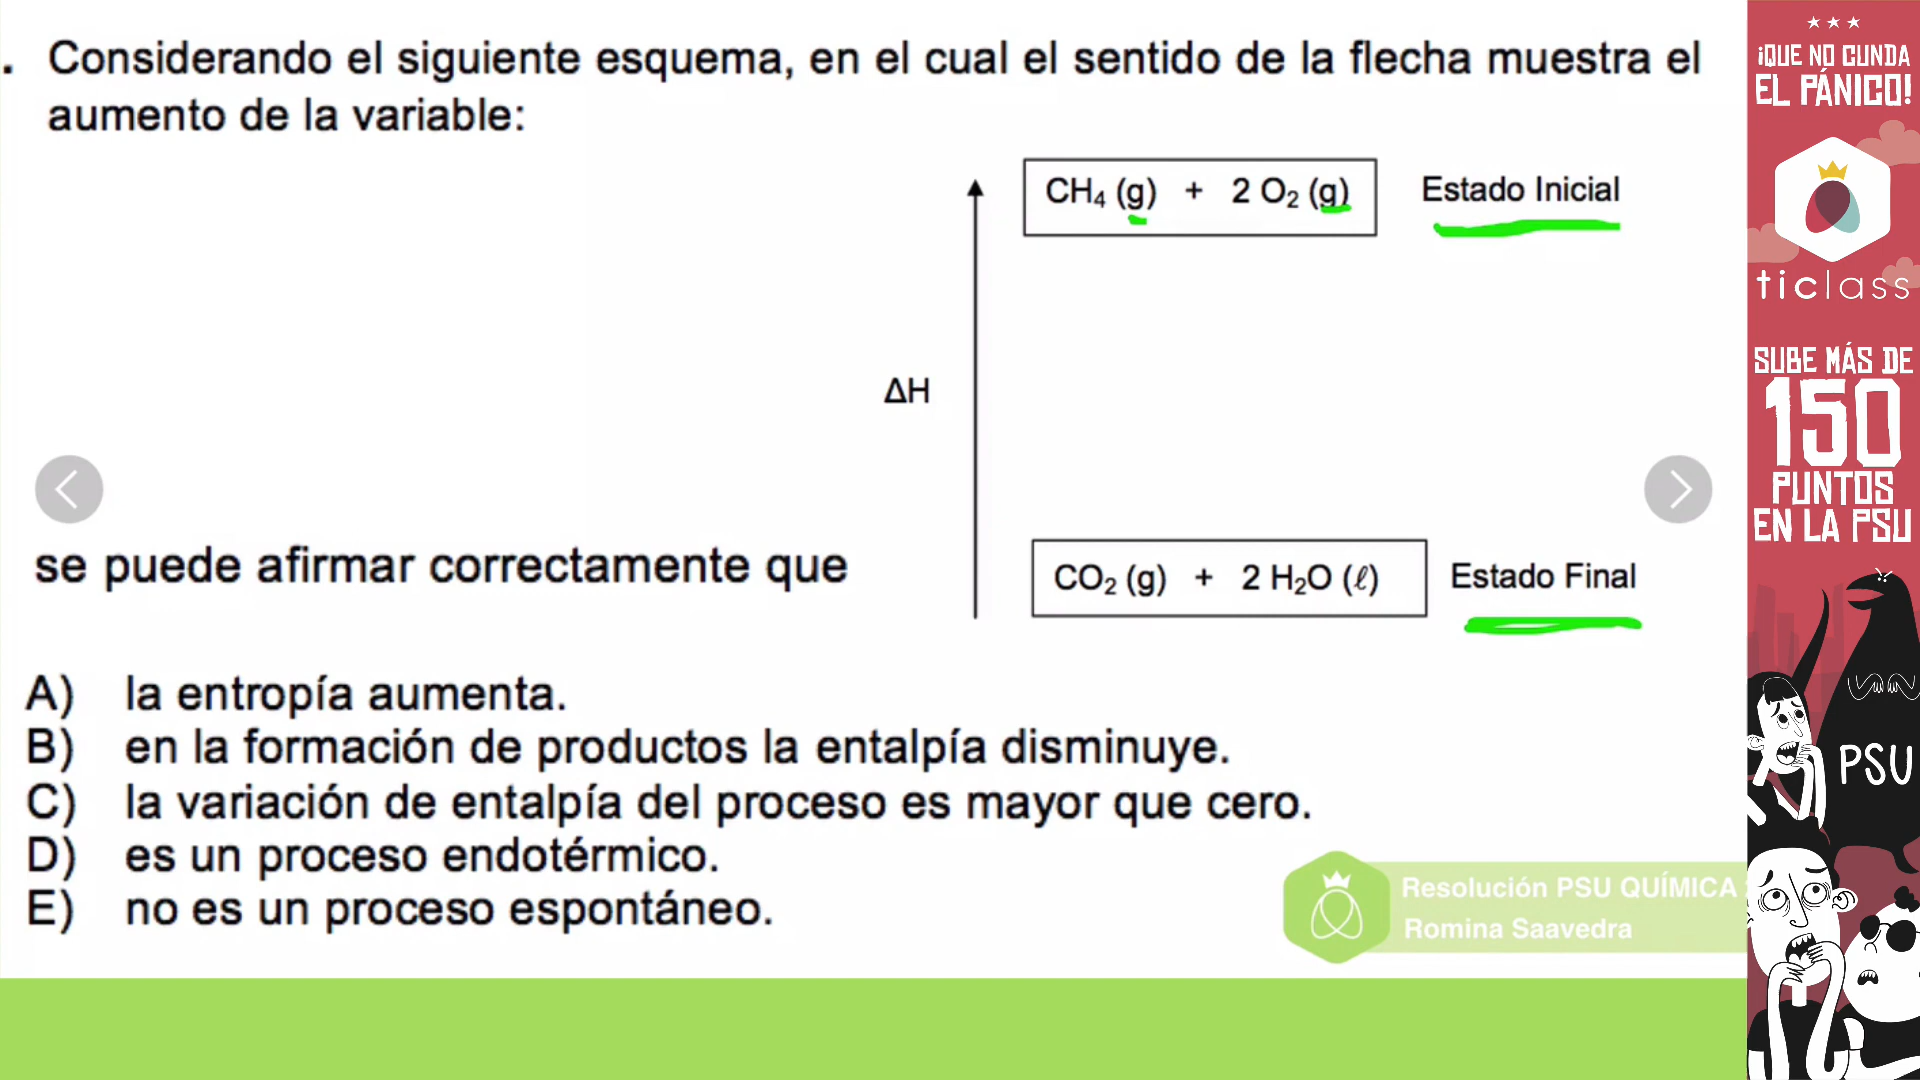 . Considerando el siguiente esquema, en el cual el sentido de la flecha muestra el
aumento de la variable:
CH₄ (g) + 2 O₂ (g) Estado Inicial
ΔH
CO₂ (g) + 2 H₂O (ℓ) Estado Final
se puede afirmar correctamente que
A) la entropía aumenta.
B) en la formación de productos la entalpía disminuye.
C) la variación de entalpía del proceso es mayor que cero.
D) es un proceso endotérmico.
E) no es un proceso espontáneo.
Resolución PSU QUÍMICA
Romina Saavedra
¡QUE NO CUNDA
EL PÁNICO!
ticlass
SUBE MÁS DE
150
PUNTOS
EN LA PSU
PSU